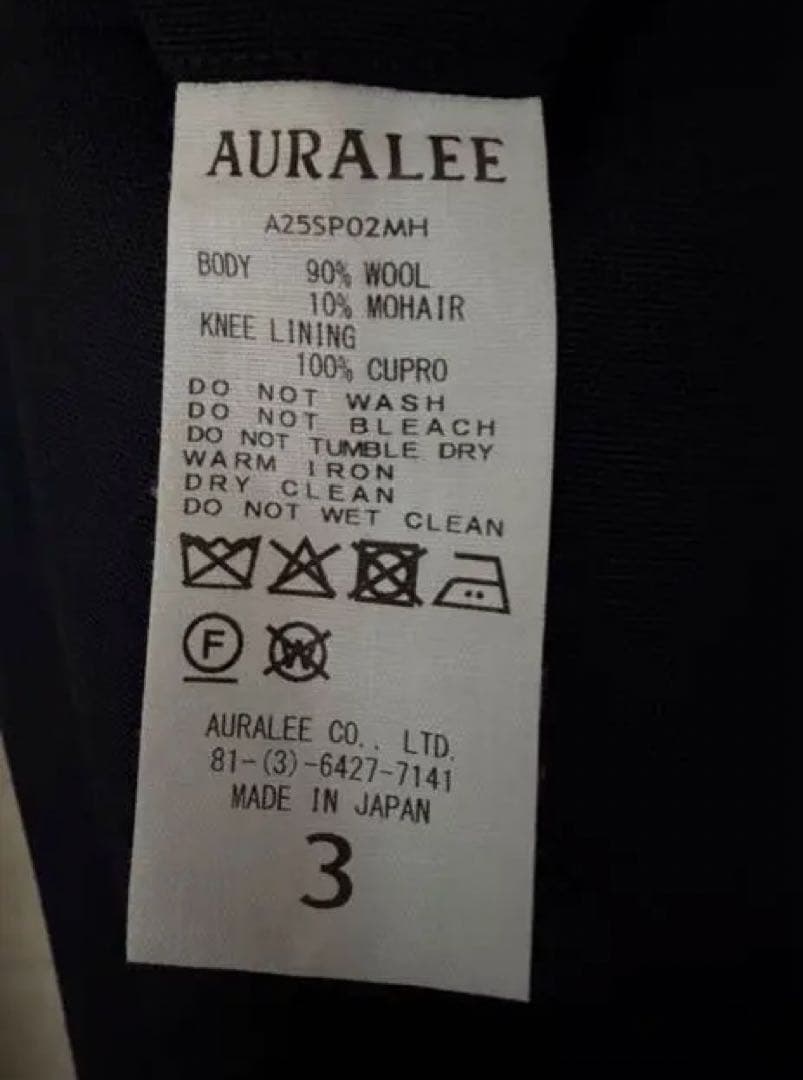 AURALEE
A25SP02MH
BODY 90% WOOL
10% MOHAIR
KNEE LINING
100% CUPRO
DO NOT WASH
DO NOT BLEACH
DO NOT TUMBLE DRY
WARM IRON
DRY CLEAN
DO NOT WET CLEAN
F W
AURALEE CO., LTD.
81-(3)-6427-7141
MADE IN JAPAN
3